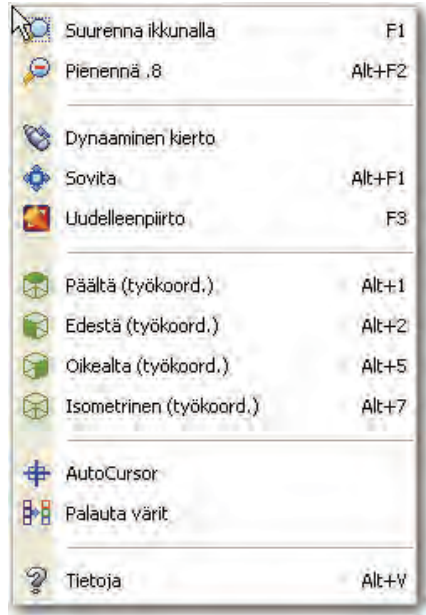 Suurenna ikkunalla F1
Pienennä .8 Alt+F2
Dynaaminen kierto
Sovita Alt+F1
Uudelleenpiirto F3
Päältä (työkoord.) Alt+1
Edestä (työkoord.) Alt+2
Oikealta (työkoord.) Alt+5
Isometrinen (työkoord.) Alt+7
AutoCursor
Palauta värit
Tietoja Alt+V